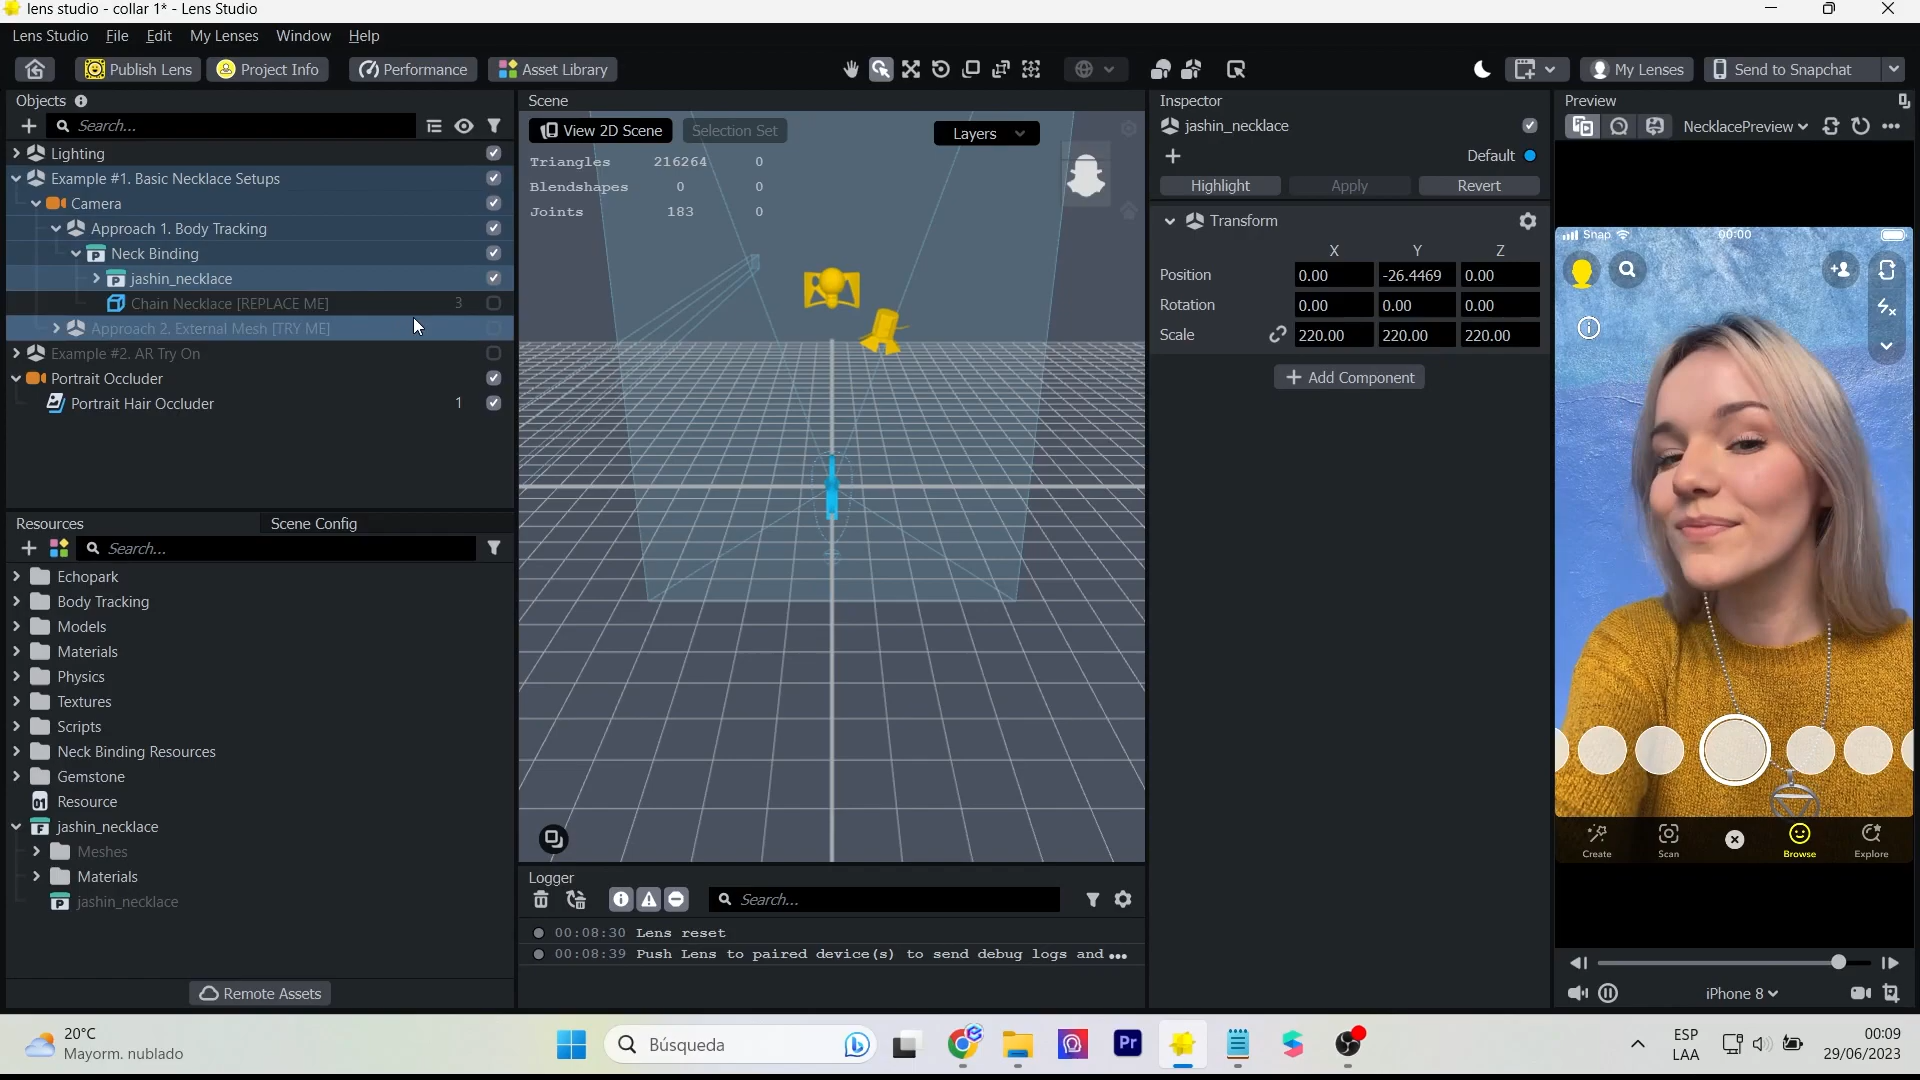 lens studio - collar 1* - Lens Studio
Lens Studio File Edit My Lenses Window Help
Publish Lens Project Info Performance Asset Library My Lenses Send to Snapchat
Objects
Search...
Lighting
Example #1. Basic Necklace Setups
Camera
Approach 1. Body Tracking
Neck Binding
jashin_necklace
Chain Necklace [REPLACE ME] 3
Approach 2. External Mesh [TRY ME]
Example #2. AR Try On
Portrait Occluder
Portrait Hair Occluder 1
Resources Scene Config
Search...
Echopark
Body Tracking
Models
Materials
Physics
Textures
Scripts
Neck Binding Resources
Gemstone
Resource
jashin_necklace
Meshes
Materials
jashin_necklace
Remote Assets
Scene
View 2D Scene Selection Set Layers
Triangles 216264 0
Blendshapes 0 0
Joints 183 0
Logger
Search...
00:08:30 Lens reset
00:08:39 Push Lens to paired device(s) to send debug logs and •••
Inspector
jashin_necklace
Default
Highlight Apply Revert
Transform
X Y Z
Position 0.00 -26.4469 0.00
Rotation 0.00 0.00 0.00
Scale 220.00 220.00 220.00
+ Add Component
Preview
NecklacePreview
Snap 00:00
Create Scan Browse Explore
iPhone 8
20°C
Mayorm. nublado
Búsqueda
Pr
ESP
LAA
00:09
29/06/2023